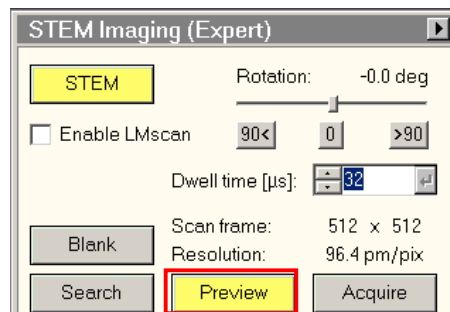 STEM Imaging (Expert)
STEM Rotation: -0.0 deg
Enable LMscan 90< 0 >90
Dwell time [µs]: 32
Scan frame: 512 x 512
Blank Resolution: 96.4 pm/pix
Search Preview Acquire